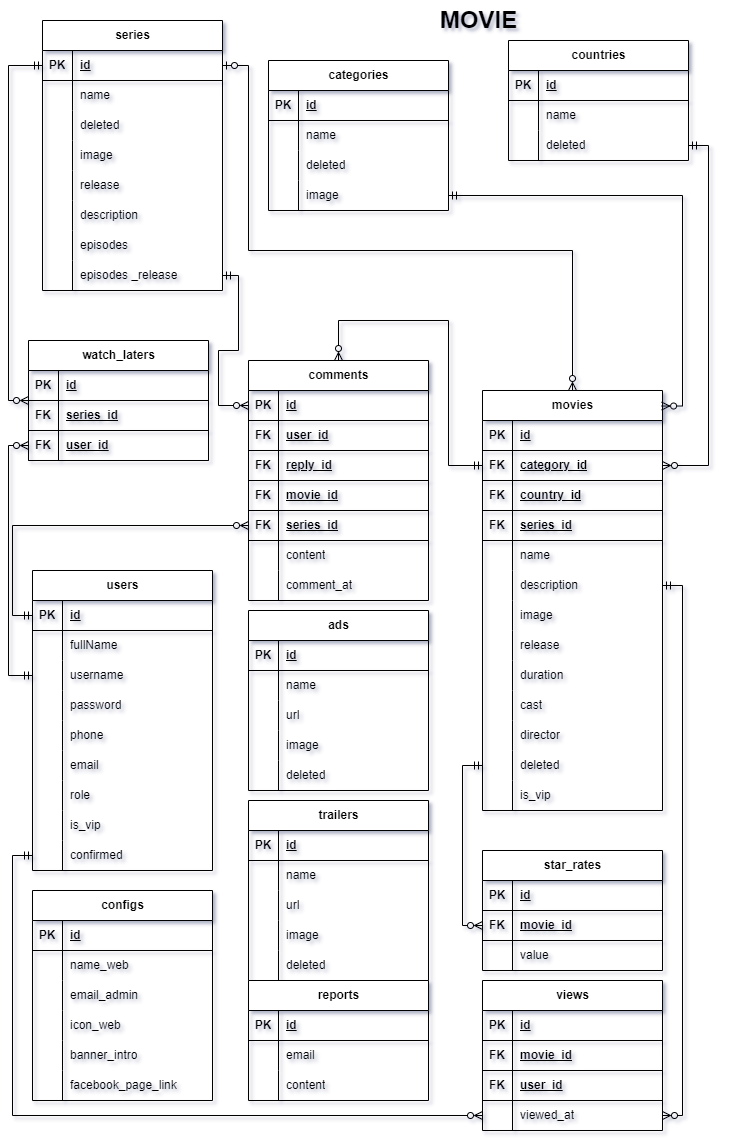 MOVIE
series
PK id
name
deleted
image
release
description
episodes
episodes _release
categories
PK id
name
deleted
image
countries
PK id
name
deleted
watch_laters
PK id
FK series_id
FK user_id
comments
PK id
FK user_id
FK reply_id
FK movie_id
FK series_id
content
comment_at
movies
PK id
FK category_id
FK country_id
FK series_id
name
description
image
release
duration
cast
director
deleted
is_vip
users
PK id
fullName
username
password
phone
email
role
is_vip
confirmed
ads
PK id
name
url
image
deleted
trailers
PK id
name
url
image
deleted
star_rates
PK id
FK movie_id
value
configs
PK id
name_web
email_admin
icon_web
banner_intro
facebook_page_link
reports
PK id
email
content
views
PK id
FK movie_id
FK user_id
viewed_at